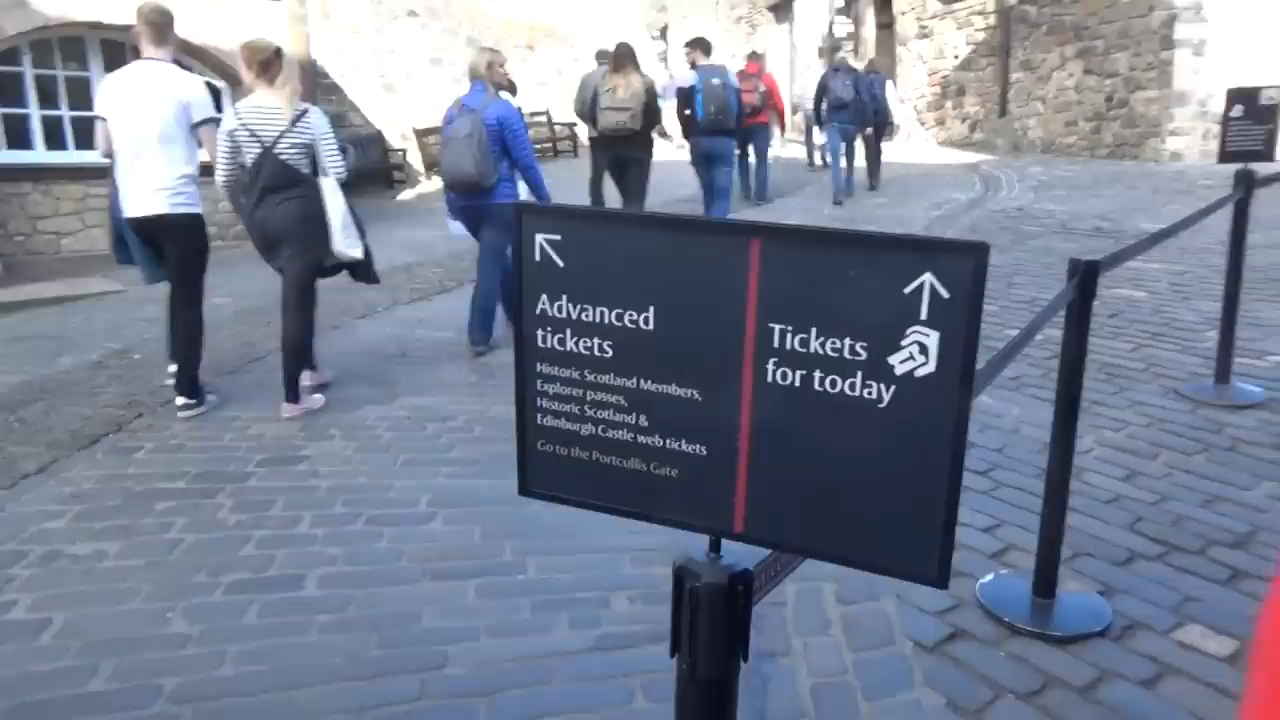 Advanced
tickets
Historic Scotland Members,
Explorer passes,
Historic Scotland &
Edinburgh Castle web tickets
Go to the Portcullis Gate
Tickets
for today